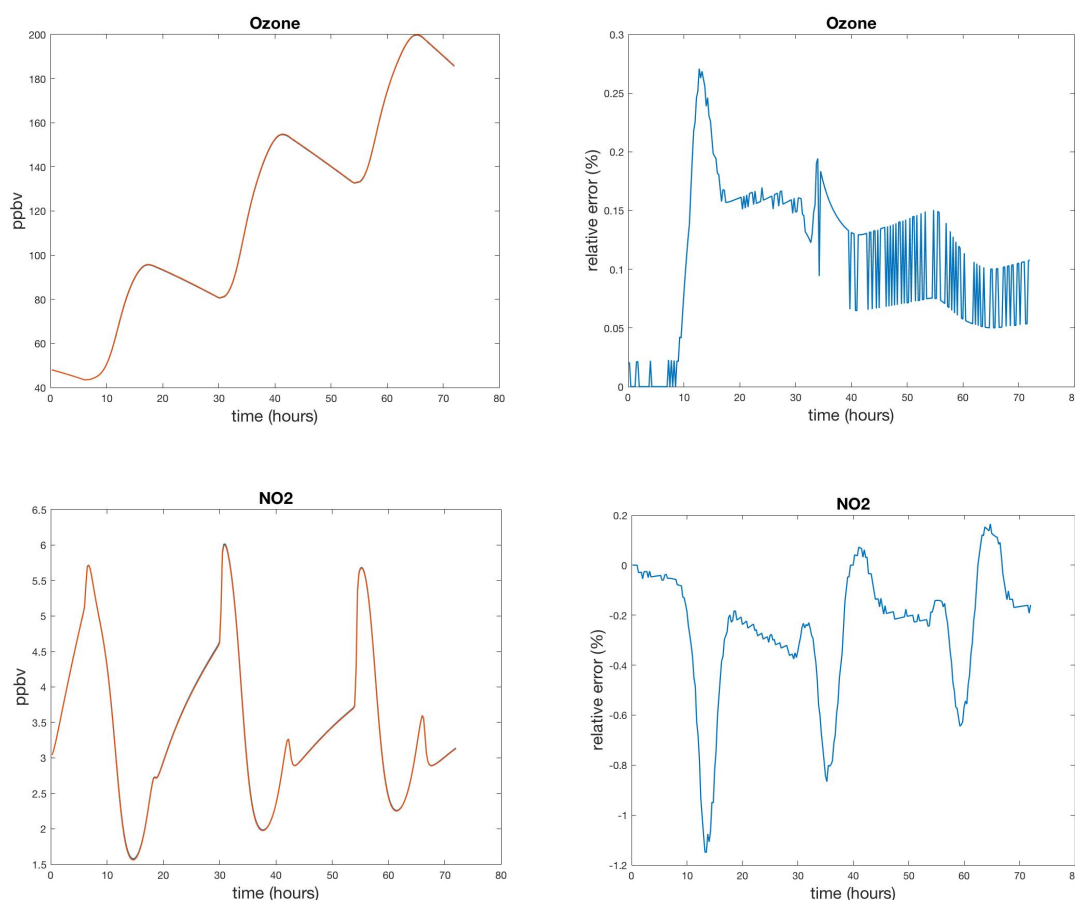 Ozone
200
180
160
140
120
100
80
60
40
ppbv
0 10 20 30 40 50 60 70 80
time (hours)
Ozone
0.3
0.25
0.2
0.15
0.1
0.05
0
relative error (%)
0 10 20 30 40 50 60 70 8
time (hours)
NO2
6.5
6
5.5
5
4.5
4
3.5
3
2.5
2
1.5
ppbv
0 10 20 30 40 50 60 70 80
time (hours)
NO2
0.2
0
-0.2
-0.4
-0.6
-0.8
-1
-1.2
relative error (%)
0 10 20 30 40 50 60 70 8
time (hours)